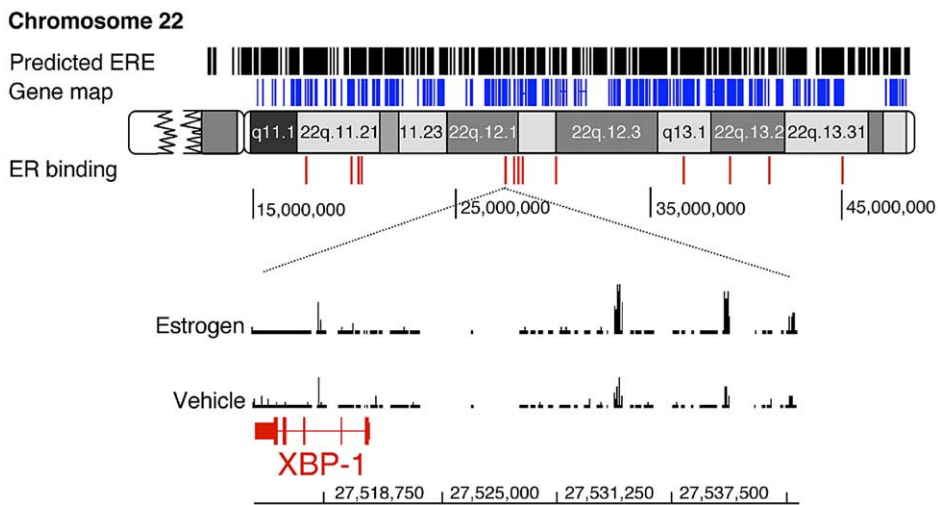 Chromosome 22
Predicted ERE
Gene map
q11.1 22q.11.21 11.23 22q.12.1 22q.12.3 q13.1 22q.13.2 22q.13.31
ER binding
15,000,000 25,000,000 35,000,000 45,000,000
Estrogen
Vehicle
XBP-1
27,518,750 27,525,000 27,531,250 27,537,500